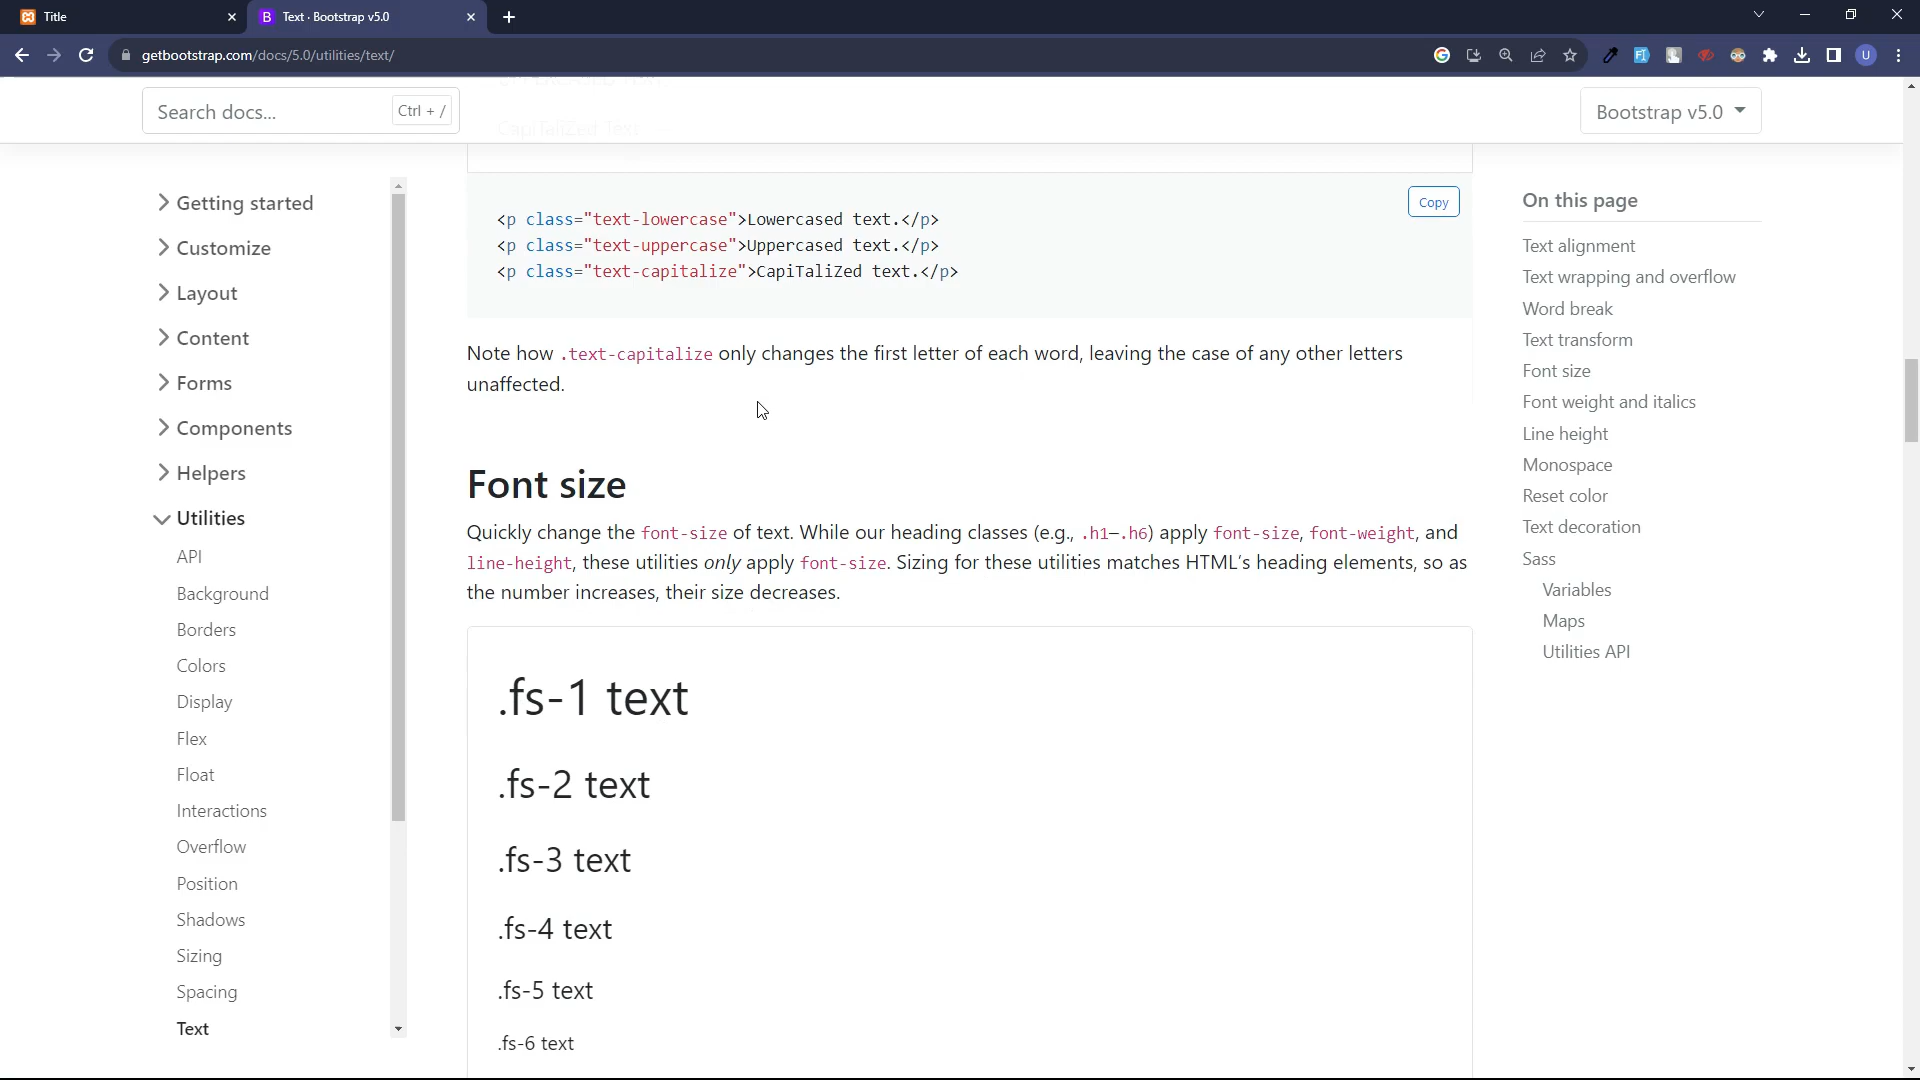 Title
Text · Bootstrap v5.0
getbootstrap.com/docs/5.0/utilities/text/
Search docs...
Ctrl + /
CapiTaliZed Text
Bootstrap v5.0
Getting started
Customize
Layout
Content
Forms
Components
Helpers
Utilities
API
Background
Borders
Colors
Display
Flex
Float
Interactions
Overflow
Position
Shadows
Sizing
Spacing
Text
Copy
<p class="text-lowercase">Lowercased text.</p>
<p class="text-uppercase">Uppercased text.</p>
<p class="text-capitalize">CapiTaliZed text.</p>
Note how .text-capitalize only changes the first letter of each word, leaving the case of any other letters
unaffected.
Font size
Quickly change the font-size of text. While our heading classes (e.g., .h1–.h6) apply font-size, font-weight, and
line-height, these utilities only apply font-size. Sizing for these utilities matches HTML’s heading elements, so as
the number increases, their size decreases.
.fs-1 text
.fs-2 text
.fs-3 text
.fs-4 text
.fs-5 text
.fs-6 text
On this page
Text alignment
Text wrapping and overflow
Word break
Text transform
Font size
Font weight and italics
Line height
Monospace
Reset color
Text decoration
Sass
Variables
Maps
Utilities API